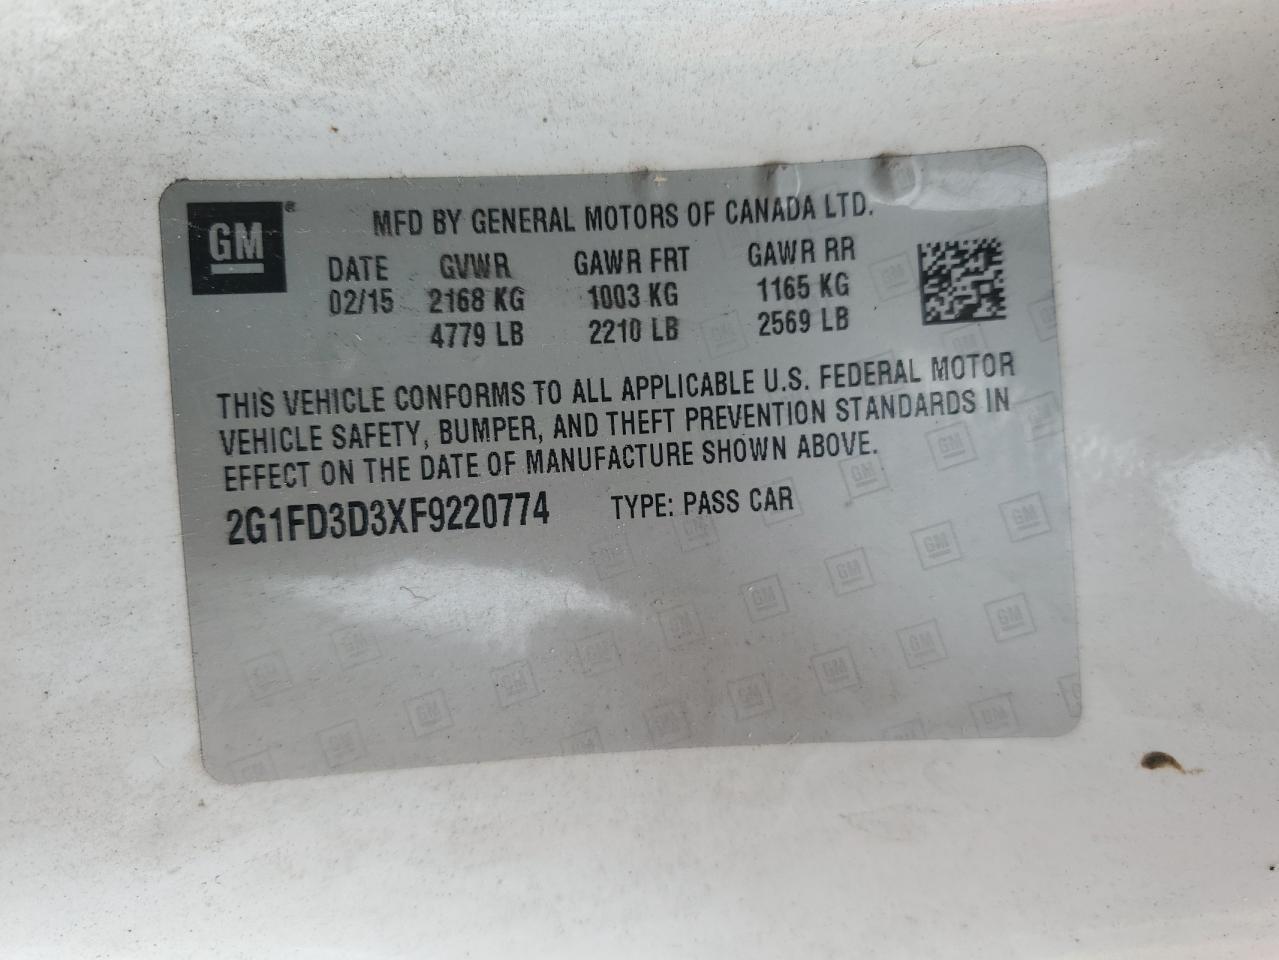 GM®
MFD BY GENERAL MOTORS OF CANADA LTD.
DATE GVWR GAWR FRT GAWR RR
02/15 2168 KG 1003 KG 1165 KG
4779 LB 2210 LB 2569 LB
THIS VEHICLE CONFORMS TO ALL APPLICABLE U.S. FEDERAL MOTOR
VEHICLE SAFETY, BUMPER, AND THEFT PREVENTION STANDARDS IN
EFFECT ON THE DATE OF MANUFACTURE SHOWN ABOVE.
2G1FD3D3XF9220774 TYPE: PASS CAR